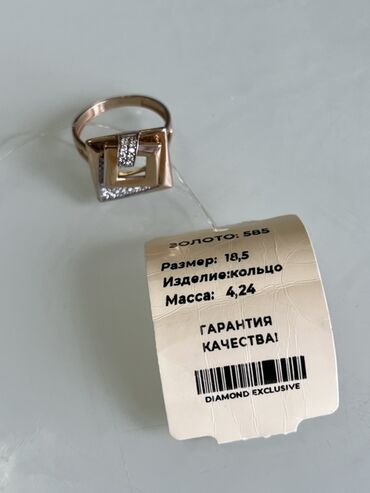 ЗОЛОТО: 585
Размер: 18,5
Изделие:кольцо
Масса: 4,24
ГАРАНТИЯ
КАЧЕСТВА!
DIAMOND EXCLUSIVE